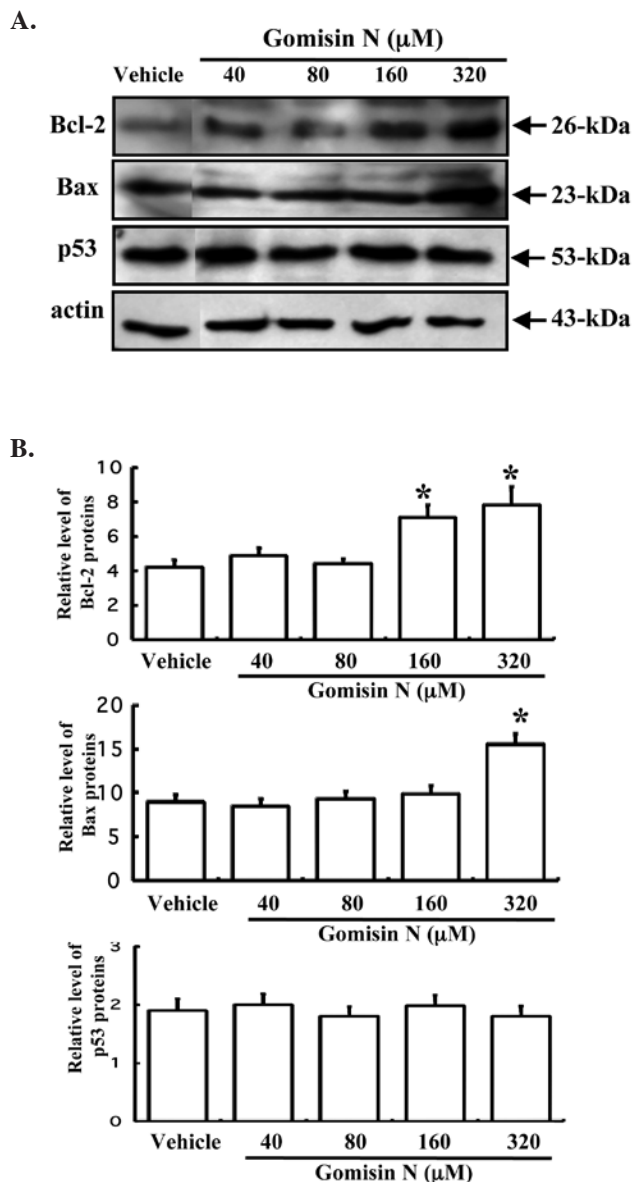 A.
Gomisin N (μM)
Vehicle 40 80 160 320
Bcl-2 26-kDa
Bax 23-kDa
p53 53-kDa
actin 43-kDa
B.
Relative level of
Bcl-2 proteins
10
8
6
4
2
0
* *
Vehicle 40 80 160 320
Gomisin N (μM)
Relative level of
Bax proteins
20
15
10
5
0
*
Vehicle 40 80 160 320
Gomisin N (μM)
Relative level of
p53 proteins
3
2
1
0
Vehicle 40 80 160 320
Gomisin N (μM)